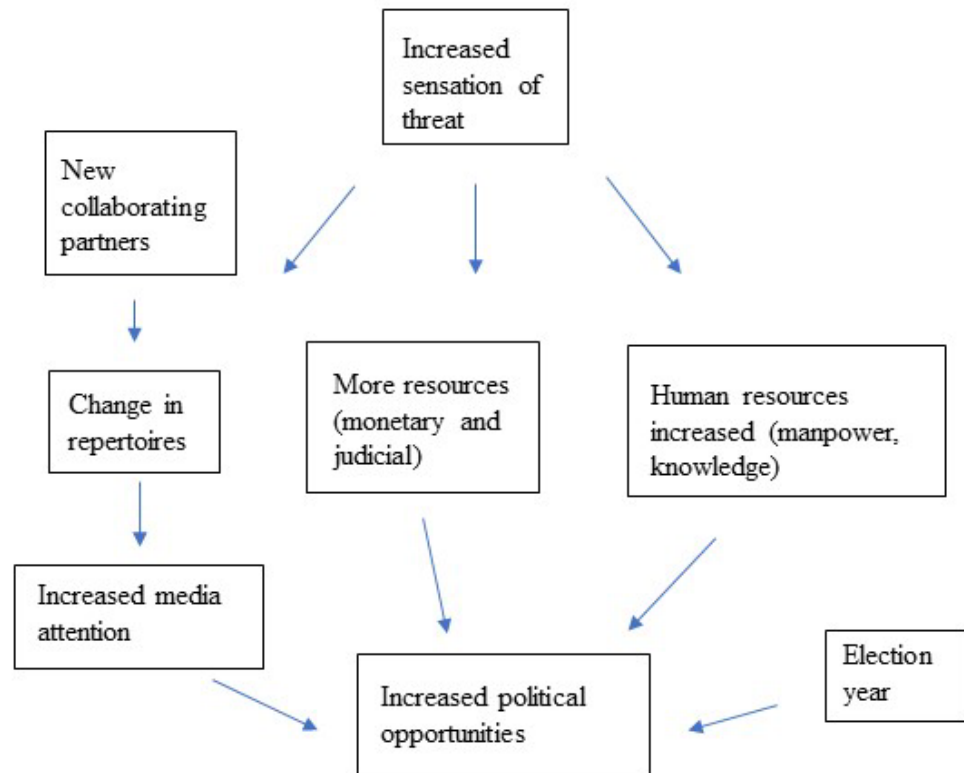 Increased
sensation of
threat
New
collaborating
partners
Change in
repertoires
More resources
(monetary and
judicial)
Human resources
increased (manpower,
knowledge)
Increased media
attention
Increased political
opportunities
Election
year